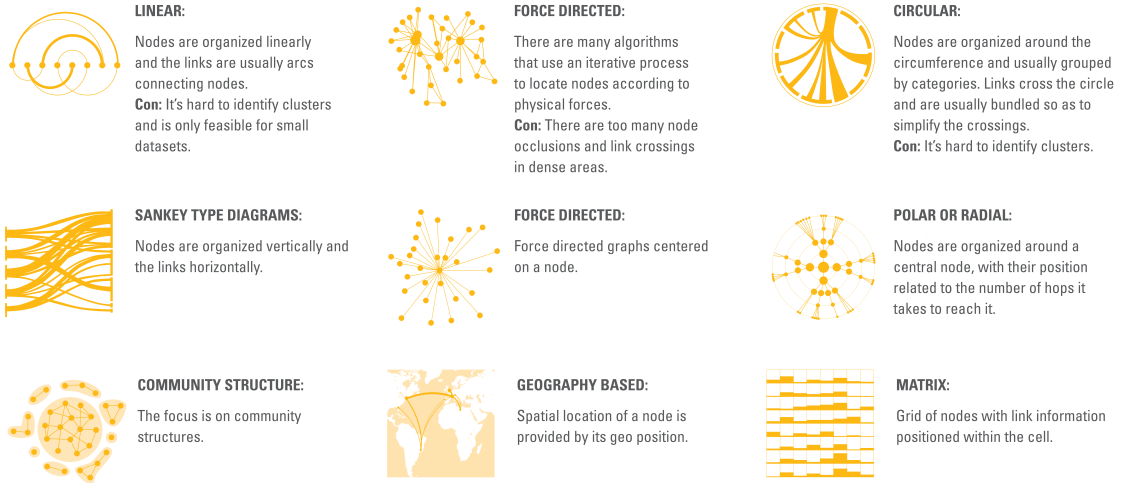 LINEAR:
Nodes are organized linearly
and the links are usually arcs
connecting nodes.
Con: It's hard to identify clusters
and is only feasible for small
datasets.
FORCE DIRECTED:
There are many algorithms
that use an iterative process
to locate nodes according to
physical forces.
Con: There are too many node
occlusions and link crossings
in dense areas.
CIRCULAR:
Nodes are organized around the
circumference and usually grouped
by categories. Links cross the circle
and are usually bundled so as to
simplify the crossings.
Con: It's hard to identify clusters.
SANKEY TYPE DIAGRAMS:
Nodes are organized vertically and
the links horizontally.
FORCE DIRECTED:
Force directed graphs centered
on a node.
POLAR OR RADIAL:
Nodes are organized around a
central node, with their position
related to the number of hops it
takes to reach it.
COMMUNITY STRUCTURE:
The focus is on community
structures.
GEOGRAPHY BASED:
Spatial location of a node is
provided by its geo position.
MATRIX:
Grid of nodes with link information
positioned within the cell.